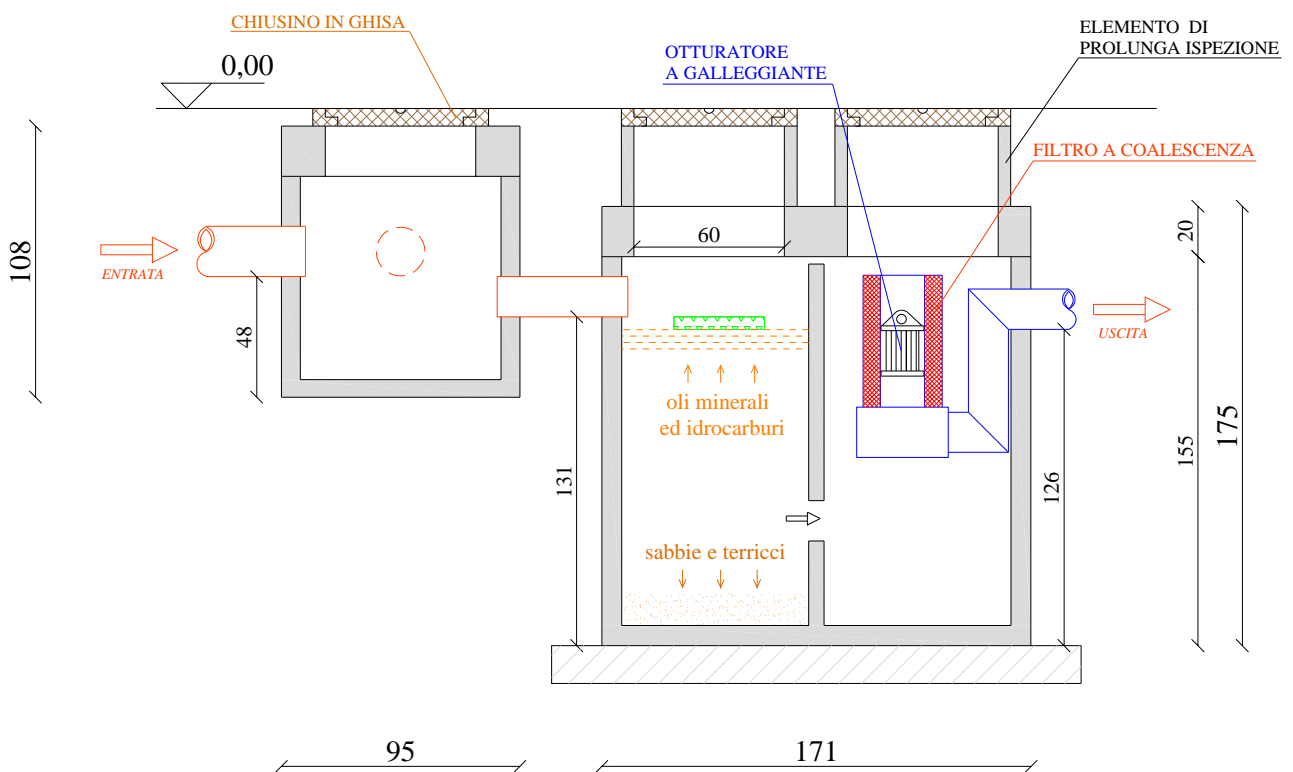 CHIUSINO IN GHISA
0,00
OTTURATORE
A GALLEGGIANTE
ELEMENTO DI
PROLUNGA ISPEZIONE
FILTRO A COALESCENZA
108
ENTRATA
48
60
20
USCITA
oli minerali
ed idrocarburi
131
126
155
175
sabbie e terricci
95
171